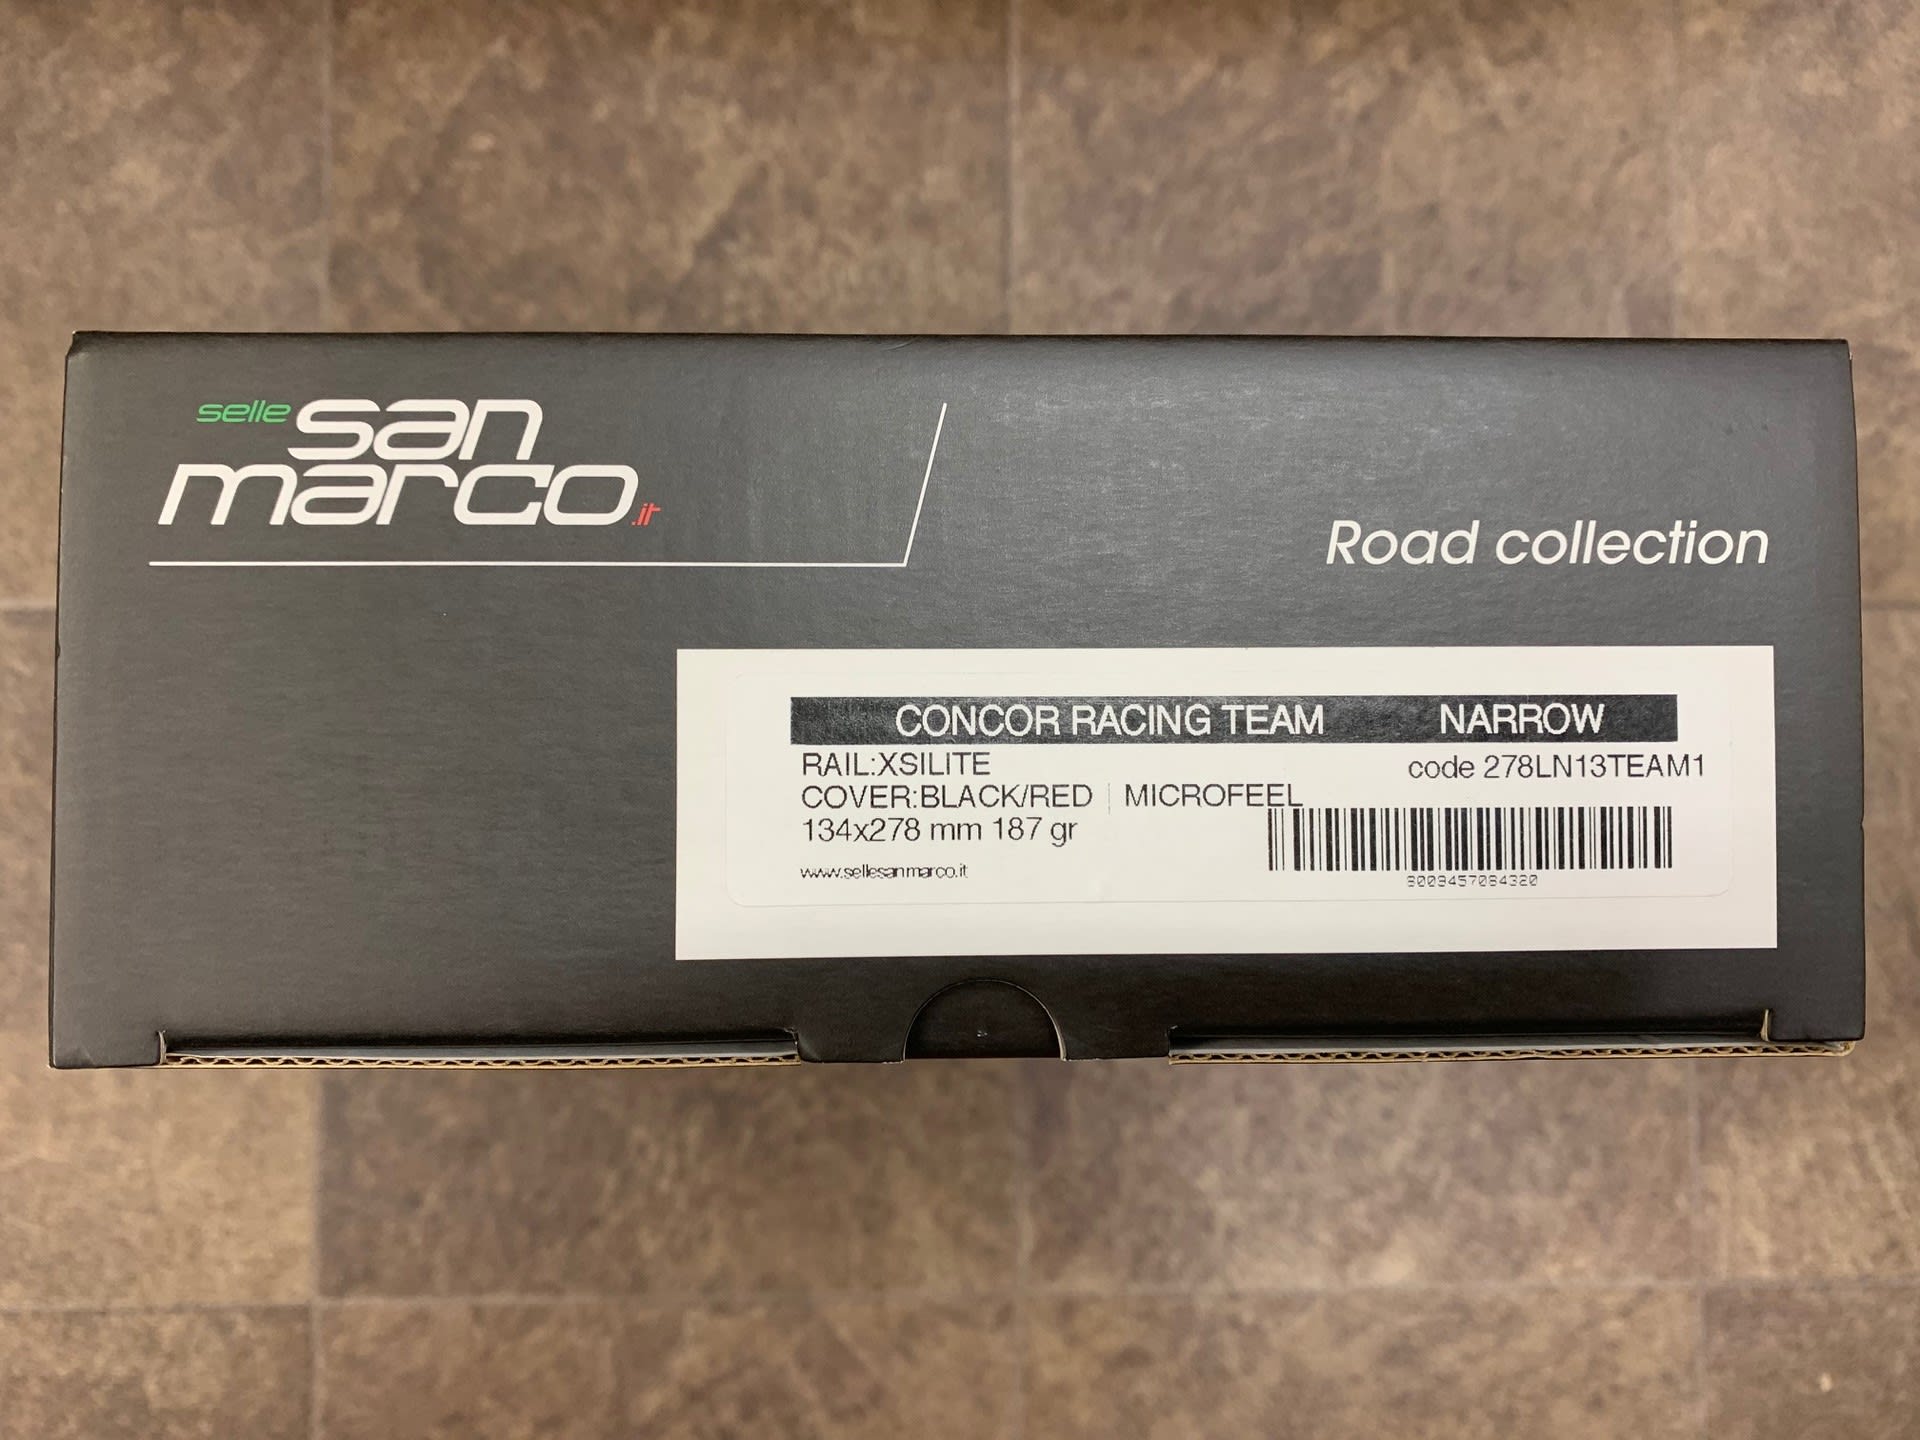 selle san
marco.it
Road collection
CONCOR RACING TEAM NARROW
RAIL:XSILITE code 278LN13TEAM1
COVER:BLACK/RED MICROFEEL
134x278 mm 187 gr
www.sellesanmarco.it
8009457084320